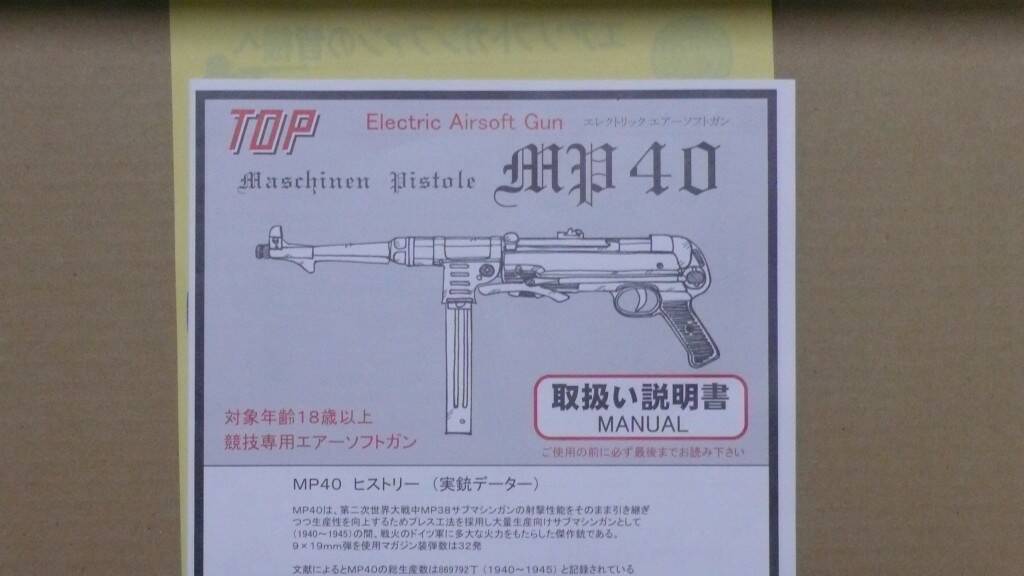 TOP Electric Airsoft Gun エレクトリック エアーソフトガン
Maschinen Pistole MP40
取扱い説明書
MANUAL
対象年齢18歳以上
競技専用エアーソフトガン
ご使用の前に必ず最後までお読み下さい
MP40 ヒストリー （実銃データー）
MP40は、第二次世界大戦中MP38サブマシンガンの射撃性能をそのまま引き継ぎ
つつ生産性を向上するためプレス工法を採用し大量生産向けサブマシンガンとして
(1940〜1945)の間、戦火のドイツ軍に多大な火力をもたらした傑作銃である。
9×19mm弾を使用マガジン装弾数は32発
文献によるとMP40の総生産数は869792丁（1940〜1945）と記録されている